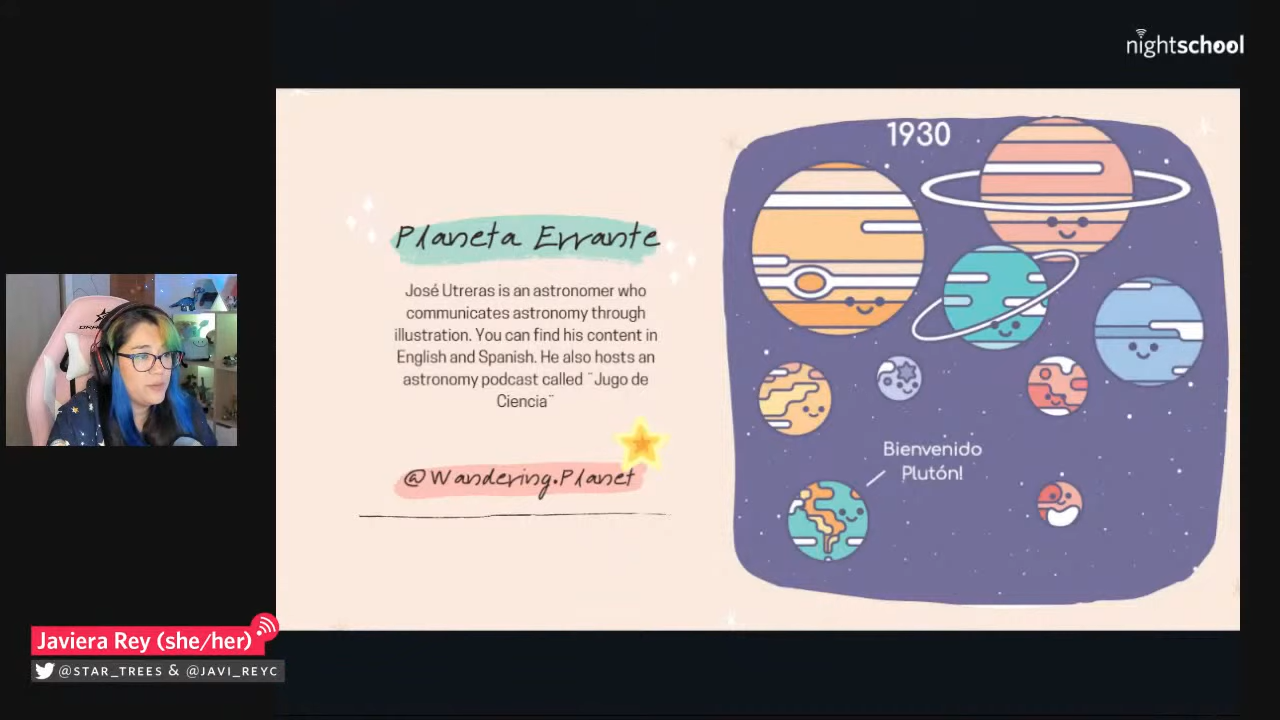 nightschool
1930
Planeta Errante
José Utreras is an astronomer who
communicates astronomy through
illustration. You can find his content in
English and Spanish. He also hosts an
astronomy podcast called ¨Jugo de
Ciencia¨
@Wandering.Planet
Bienvenido
Plutón!
Javiera Rey (she/her)
@STAR_TREES & @JAVI_REYC